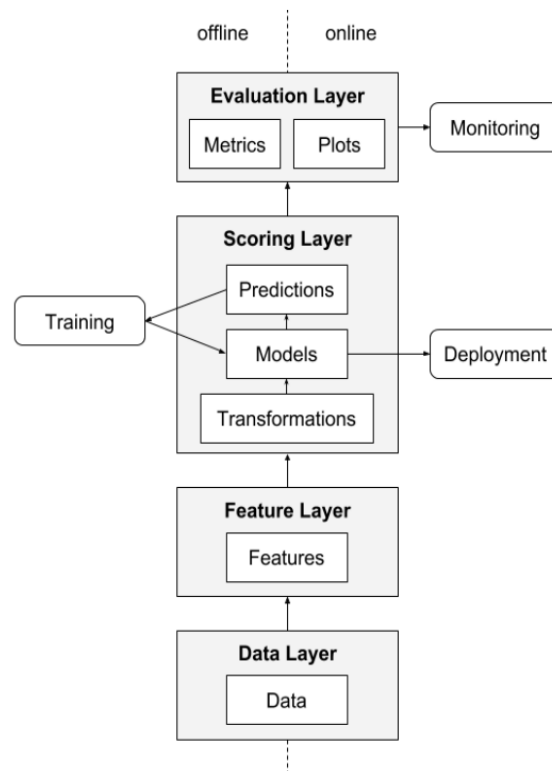 offline
online
Evaluation Layer
Metrics
Plots
Monitoring
Scoring Layer
Predictions
Training
Models
Deployment
Transformations
Feature Layer
Features
Data Layer
Data